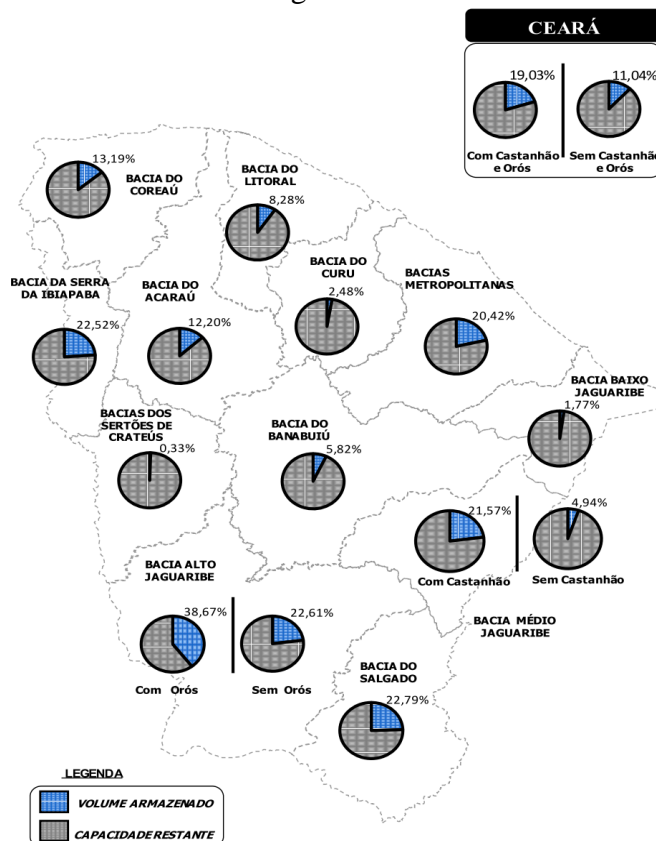 CEARÁ
19,03%
11,04%
Com Castanhão
e Orós
Sem Castanhão
e Orós
13,19%
BACIA DO
COREAÚ
BACIA DO
LITORAL
8,28%
BACIA DA SERRA
DA IBIAPABA
22,52%
BACIA DO
ACARAÚ
12,20%
BACIA DO
CURU
2,48%
BACIAS
METROPOLITANAS
20,42%
BACIA BAIXO
JAGUARIBE
1,77%
BACIAS DOS
SERTÕES DE
CRATEÚS
0,33%
BACIA DO
BANABUIÚ
5,82%
21,57%
4,94%
Com Castanhão
Sem Castanhão
BACIA MÉDIO
JAGUARIBE
BACIA ALTO
JAGUARIBE
38,67%
22,61%
Com Orós
Sem Orós
BACIA DO
SALGADO
22,79%
LEGENDA
VOLUME ARMAZENADO
CAPACIDADE RESTANTE